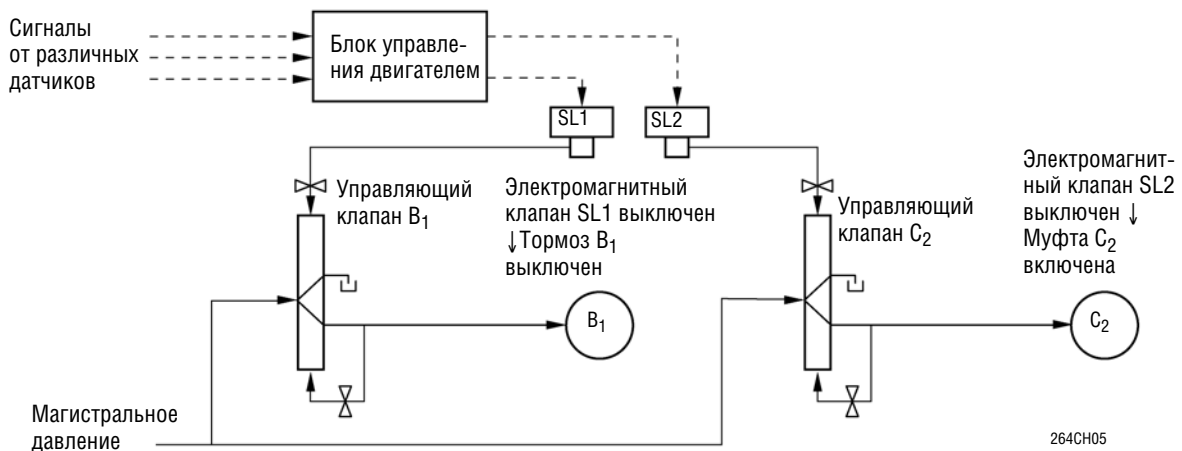 Сигналы
от различных
датчиков
Блок управле-
ния двигателем
SL1
SL2
Управляющий
клапан B₁
Электромагнитный
клапан SL1 выключен
↓Тормоз B₁
выключен
Управляющий
клапан C₂
Электромагнит-
ный клапан SL2
выключен ↓
Муфта C₂
включена
B₁
C₂
Магистральное
давление
264CH05